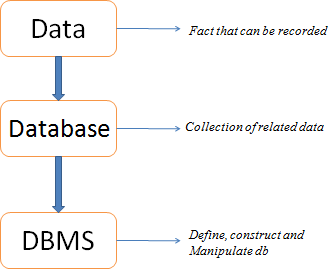 Data
Fact that can be recorded
Database
Collection of related data
DBMS
Define, construct and
Manipulate db